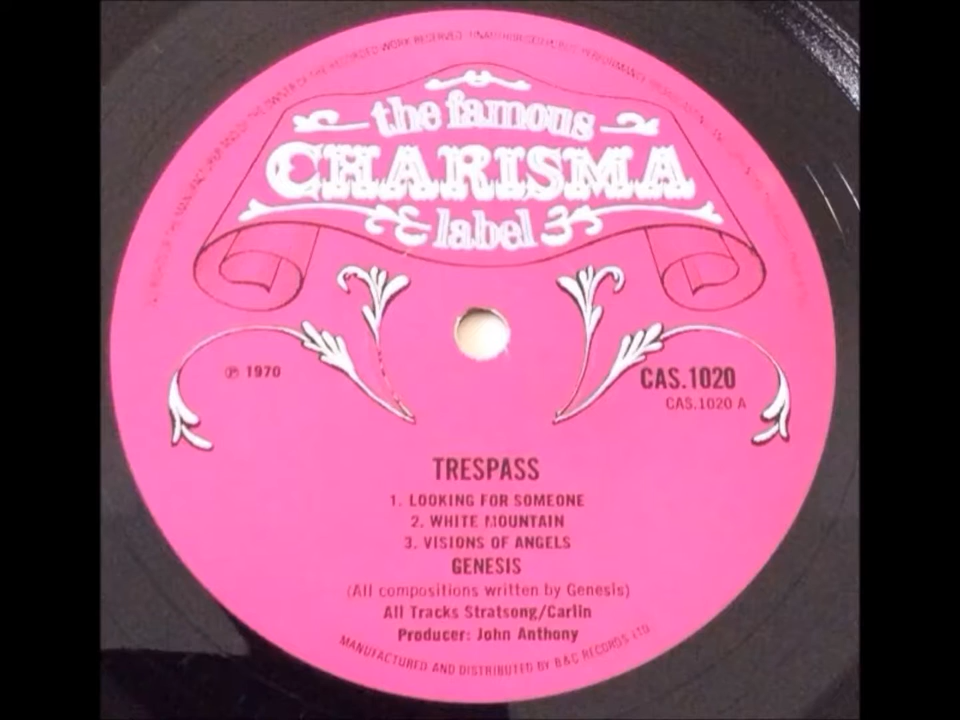 the famous
CHARISMA
label
℗ 1970
CAS.1020
CAS.1020 A
TRESPASS
1. LOOKING FOR SOMEONE
2. WHITE MOUNTAIN
3. VISIONS OF ANGELS
GENESIS
(All compositions written by Genesis)
All Tracks Stratsong/Carlin
Producer: John Anthony
MANUFACTURED AND DISTRIBUTED BY B&C RECORDS LTD.